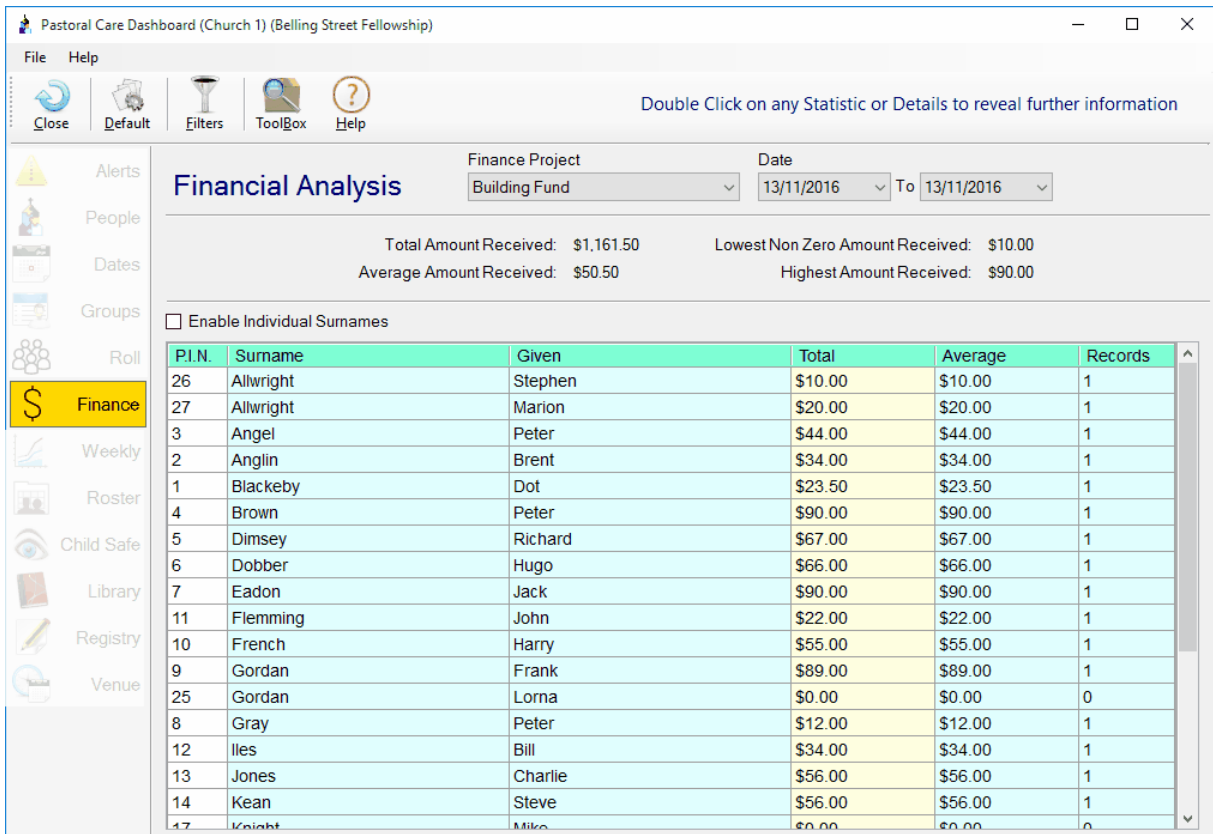 Pastoral Care Dashboard (Church 1) (Belling Street Fellowship)
File Help
Close Default Filters ToolBox Help
Double Click on any Statistic or Details to reveal further information
Alerts
People
Dates
Groups
Roll
Finance
Weekly
Roster
Child Safe
Library
Registry
Venue
Financial Analysis
Finance Project Date
Building Fund 13/11/2016 To 13/11/2016
Total Amount Received: $1,161.50 Lowest Non Zero Amount Received: $10.00
Average Amount Received: $50.50 Highest Amount Received: $90.00
Enable Individual Surnames
P.I.N. Surname Given Total Average Records
26 Allwright Stephen $10.00 $10.00 1
27 Allwright Marion $20.00 $20.00 1
3 Angel Peter $44.00 $44.00 1
2 Anglin Brent $34.00 $34.00 1
1 Blackeby Dot $23.50 $23.50 1
4 Brown Peter $90.00 $90.00 1
5 Dimsey Richard $67.00 $67.00 1
6 Dobber Hugo $66.00 $66.00 1
7 Eadon Jack $90.00 $90.00 1
11 Flemming John $22.00 $22.00 1
10 French Harry $55.00 $55.00 1
9 Gordan Frank $89.00 $89.00 1
25 Gordan Lorna $0.00 $0.00 0
8 Gray Peter $12.00 $12.00 1
12 Iles Bill $34.00 $34.00 1
13 Jones Charlie $56.00 $56.00 1
14 Kean Steve $56.00 $56.00 1
17 Knight Mike $0.00 $0.00 0